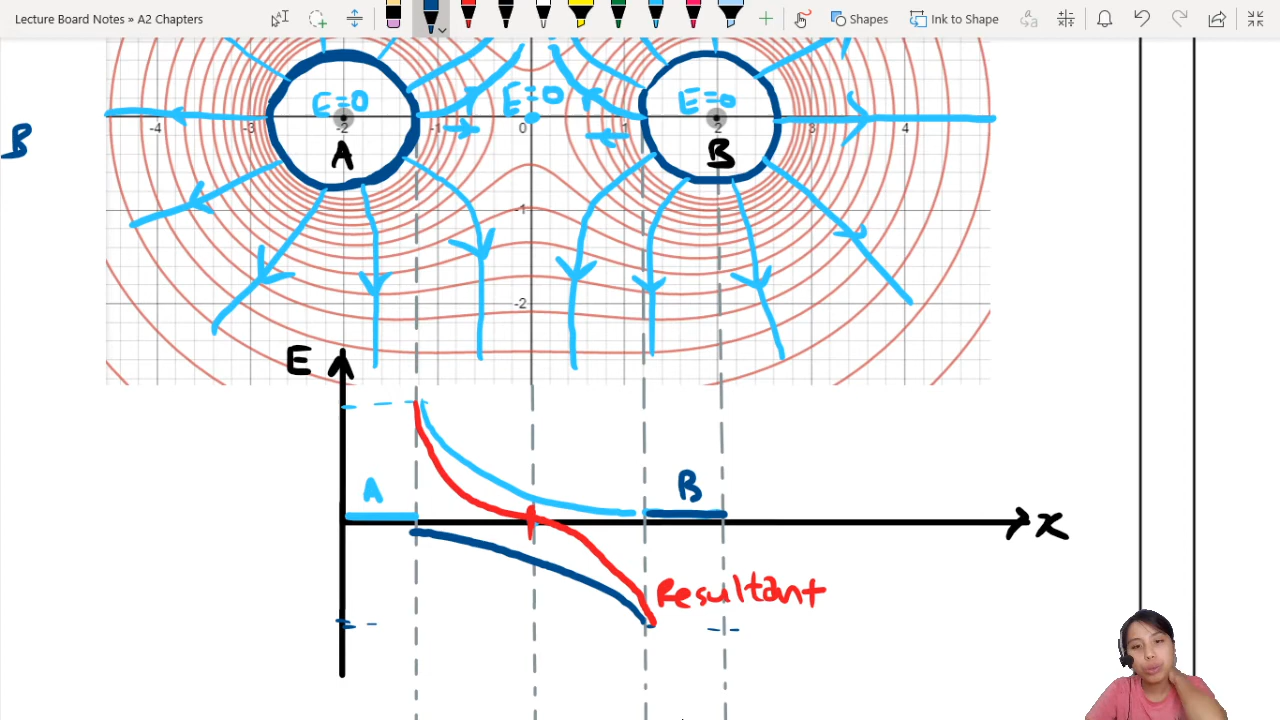 Lecture Board Notes » A2 Chapters
Shapes
Ink to Shape
B
E=0
E=0
E=0
-4
-3
-2
-1
0
1
2
3
4
A
B
-1
-2
E
A
B
x
Resultant